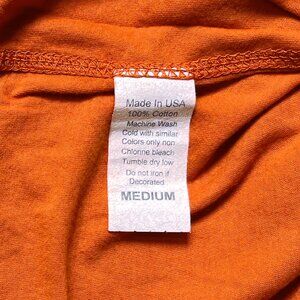 Made In USA
100% Cotton
Machine Wash
Cold with similar
Colors only non
Chlorine bleach
Tumble dry low
Do not iron if
Decorated
MEDIUM